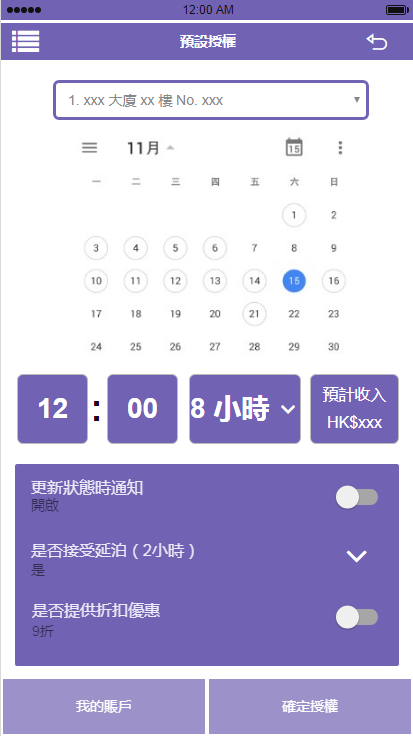 12:00 AM
預設授權
1. xxx 大廈 xx 樓 No. xxx
11月
15
一 二 三 四 五 六 日
1 2
3 4 5 6 7 8 9
10 11 12 13 14 15 16
17 18 19 20 21 22 23
24 25 26 27 28 29 30
12 : 00 8 小時
預計收入
HK$xxx
更新狀態時通知
開啟
是否接受延泊 ( 2小時 )
是
是否提供折扣優惠
9折
我的賬戶 確定授權